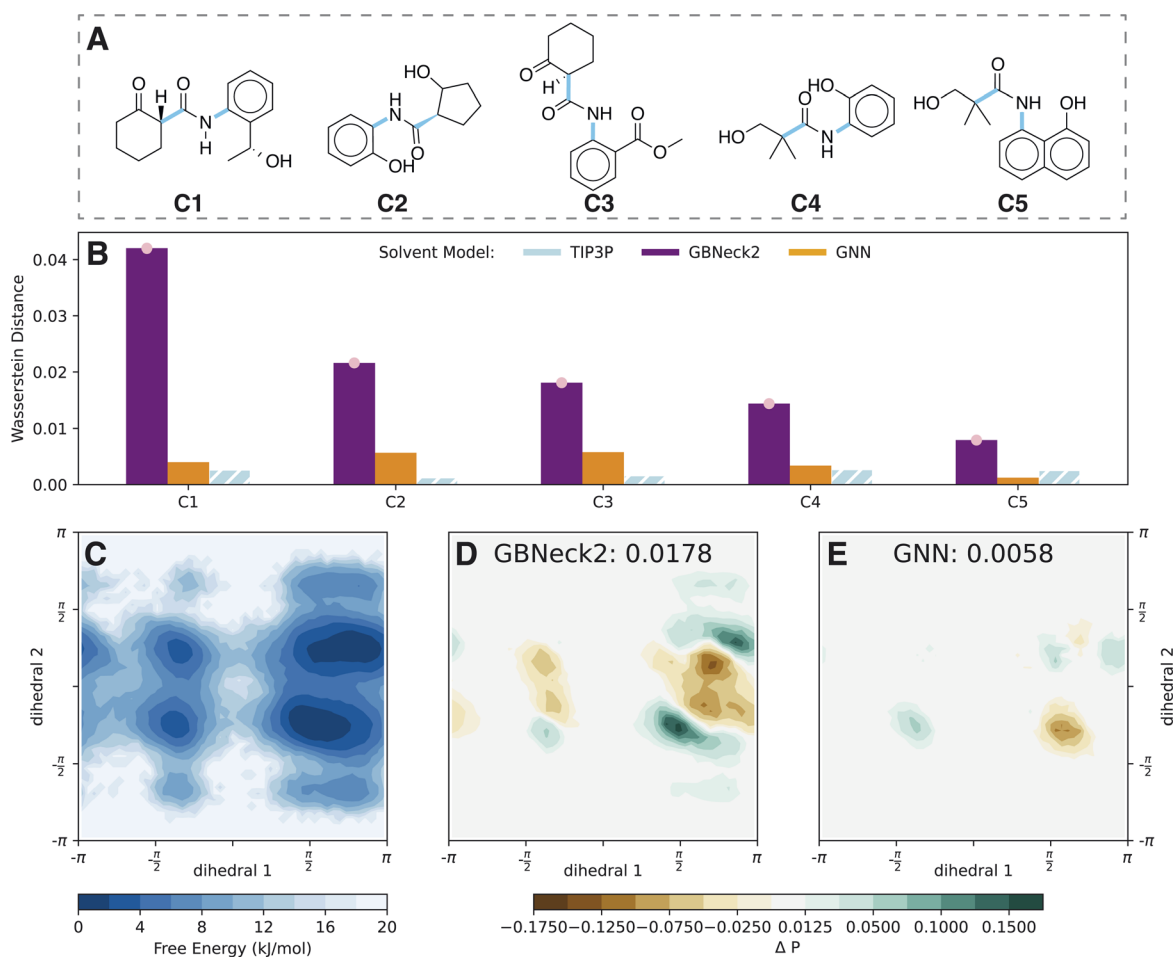 A
O
H
O
N
H
OH
C1
HO
H
N
O
OH
C2
O
H
O
NH
O
O
C3
HO
O
OH
N
H
C4
O
HO
NH
OH
C5
B
Solvent Model: TIP3P GBNeck2 GNN
Wasserstein Distance
0.04
0.03
0.02
0.01
0.00
C1 C2 C3 C4 C5
C
D GBNeck2: 0.0178
E GNN: 0.0058
π
π/2
-π/2
-π
dihedral 2
-π -π/2 π/2 π
dihedral 1
-π -π/2 π/2 π
dihedral 1
-π -π/2 π/2 π
dihedral 1
π
π/2
-π/2
-π
dihedral 2
0 4 8 12 16 20
Free Energy (kJ/mol)
−0.1750 −0.1250 −0.0750 −0.0250 0.0125 0.0500 0.1000 0.1500
Δ P